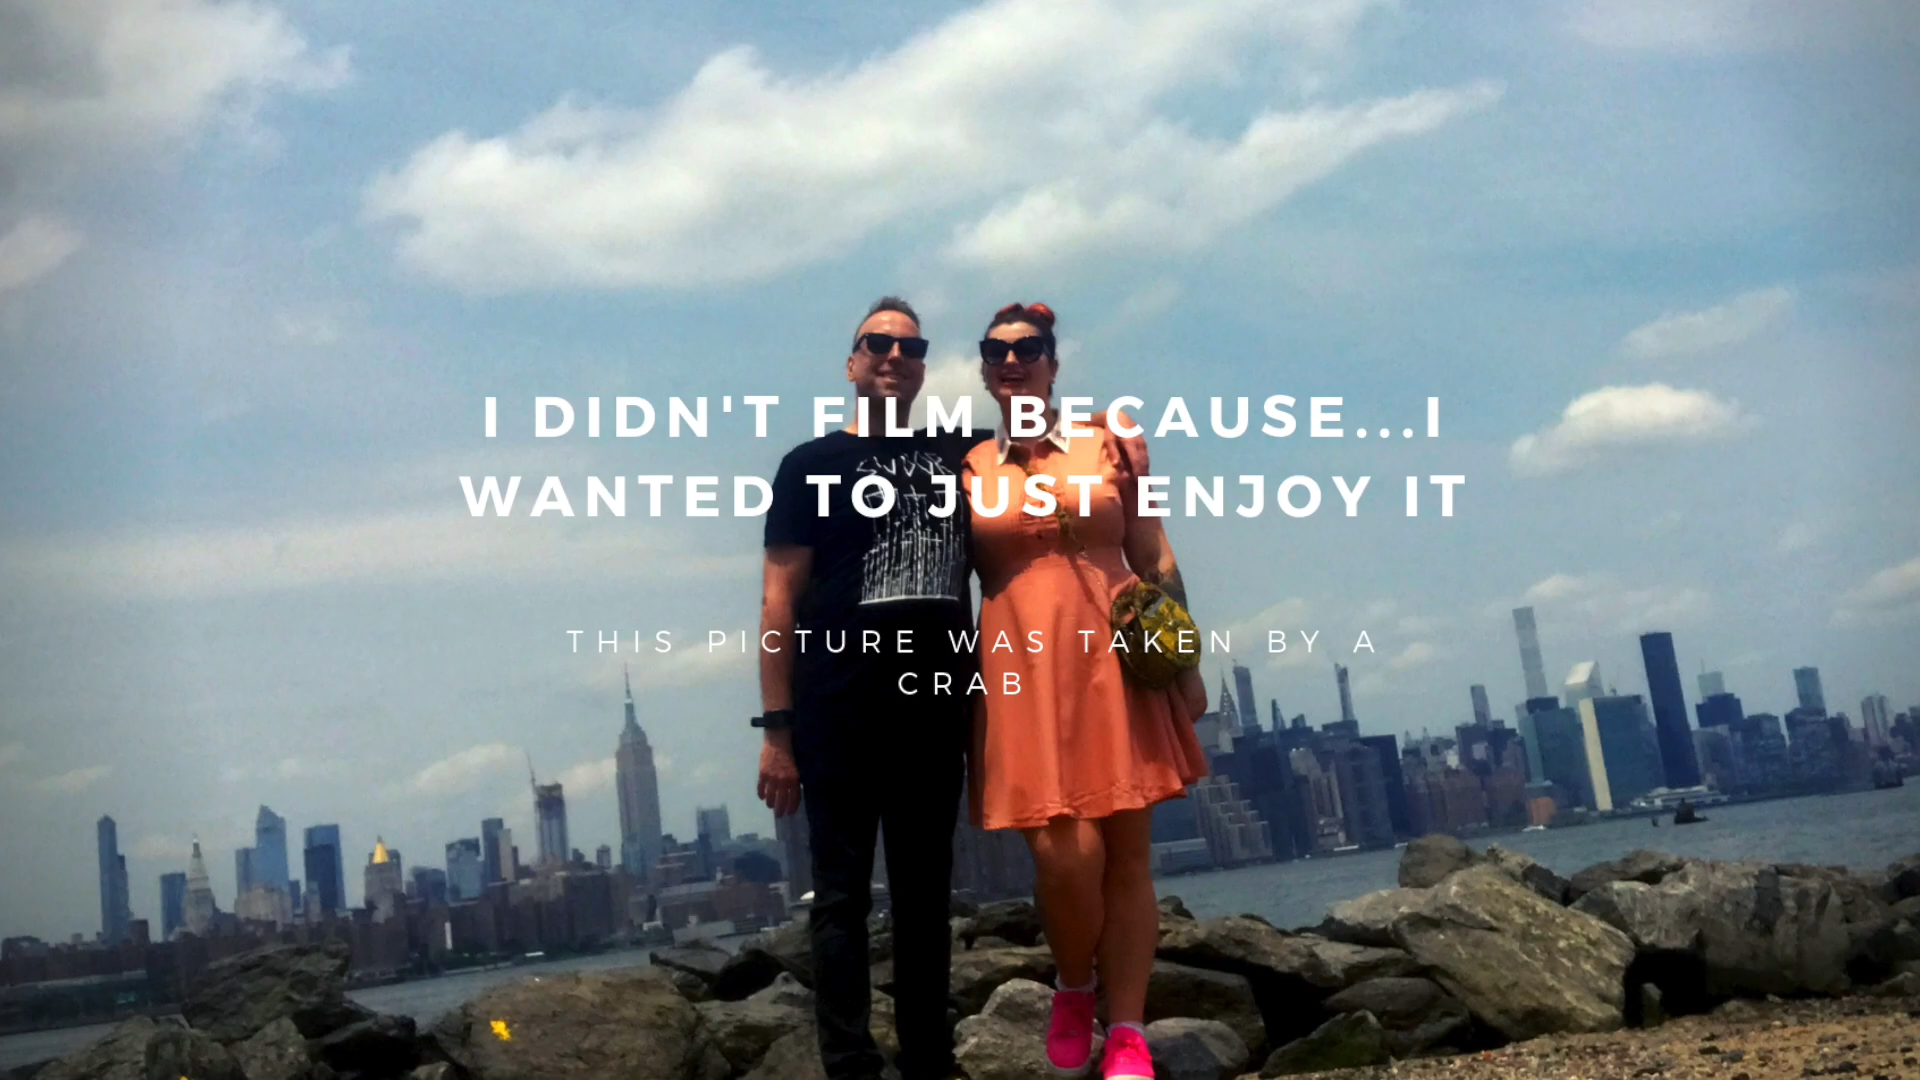 I DIDN'T FILM BECAUSE...I
WANTED TO JUST ENJOY IT
THIS PICTURE WAS TAKEN BY A
CRAB